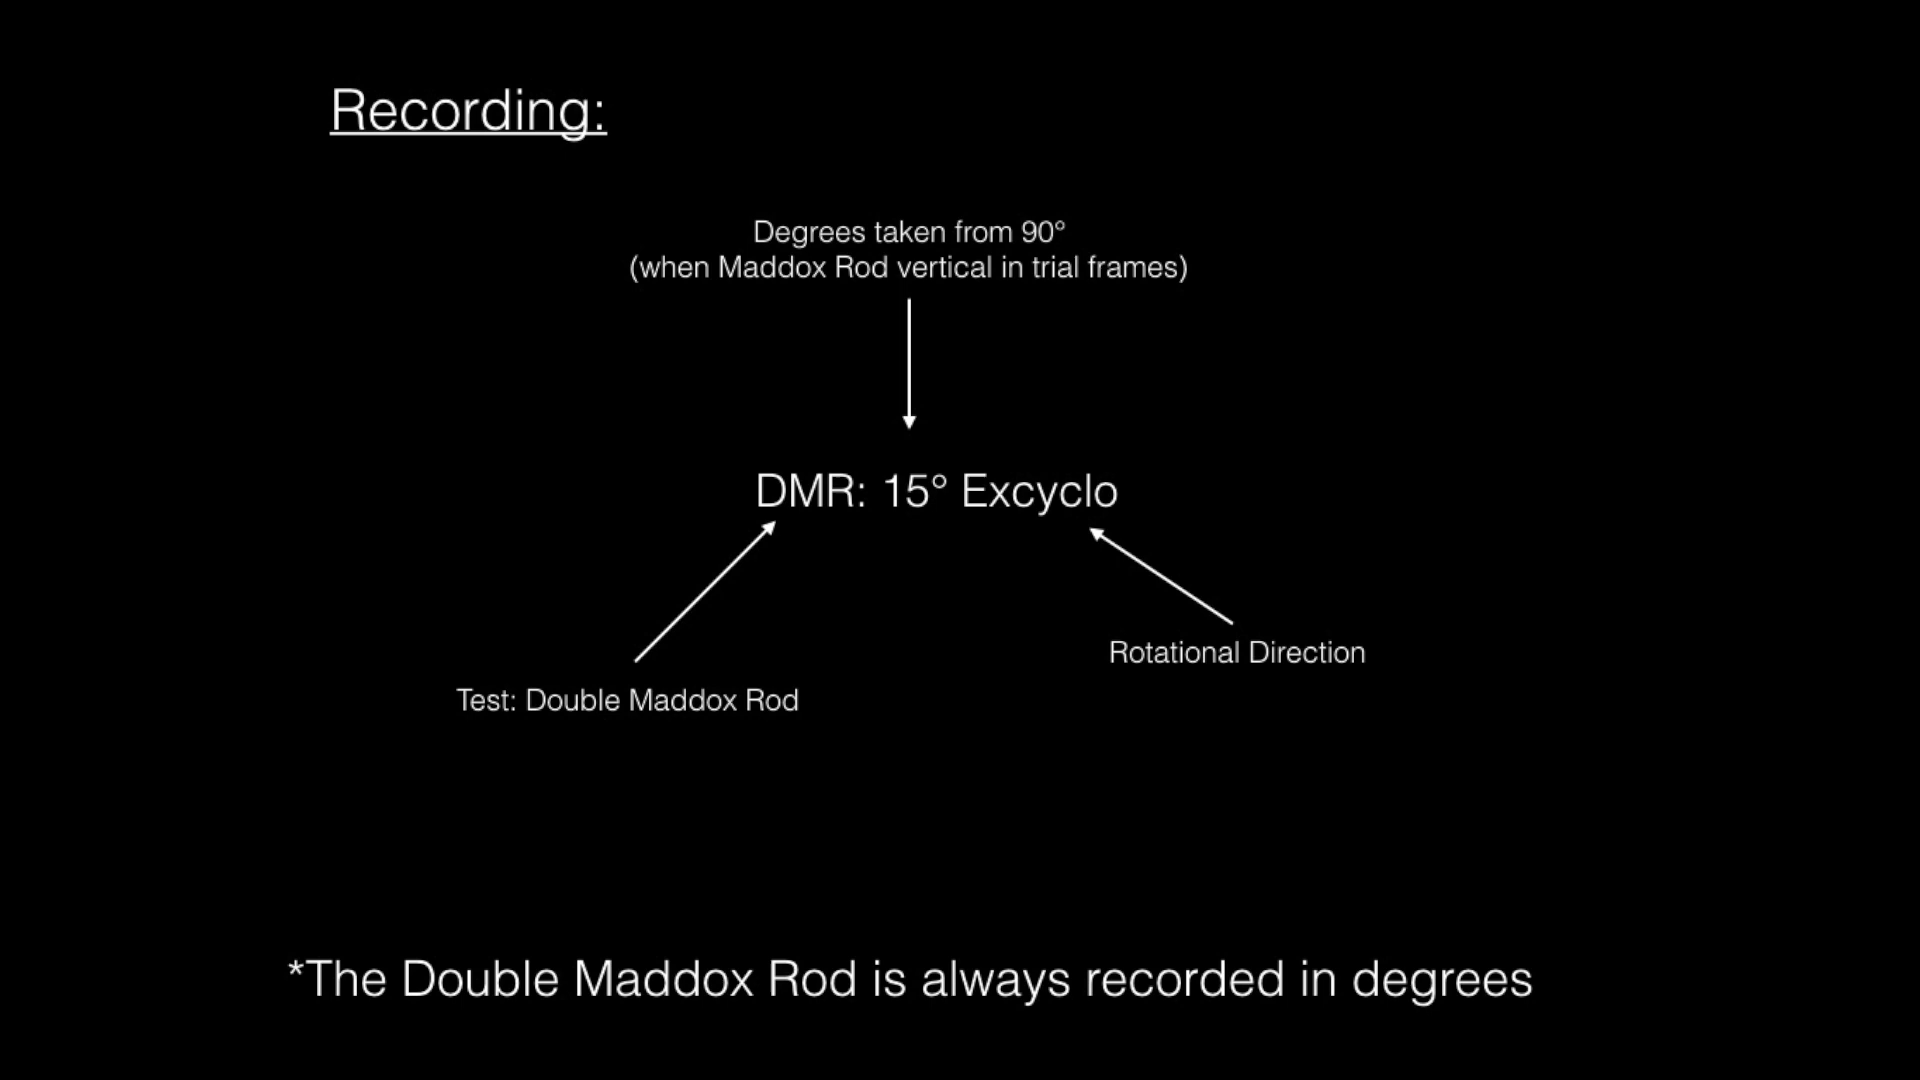 Recording:
Degrees taken from 90°
(when Maddox Rod vertical in trial frames)
DMR: 15° Excyclo
Rotational Direction
Test: Double Maddox Rod
*The Double Maddox Rod is always recorded in degrees